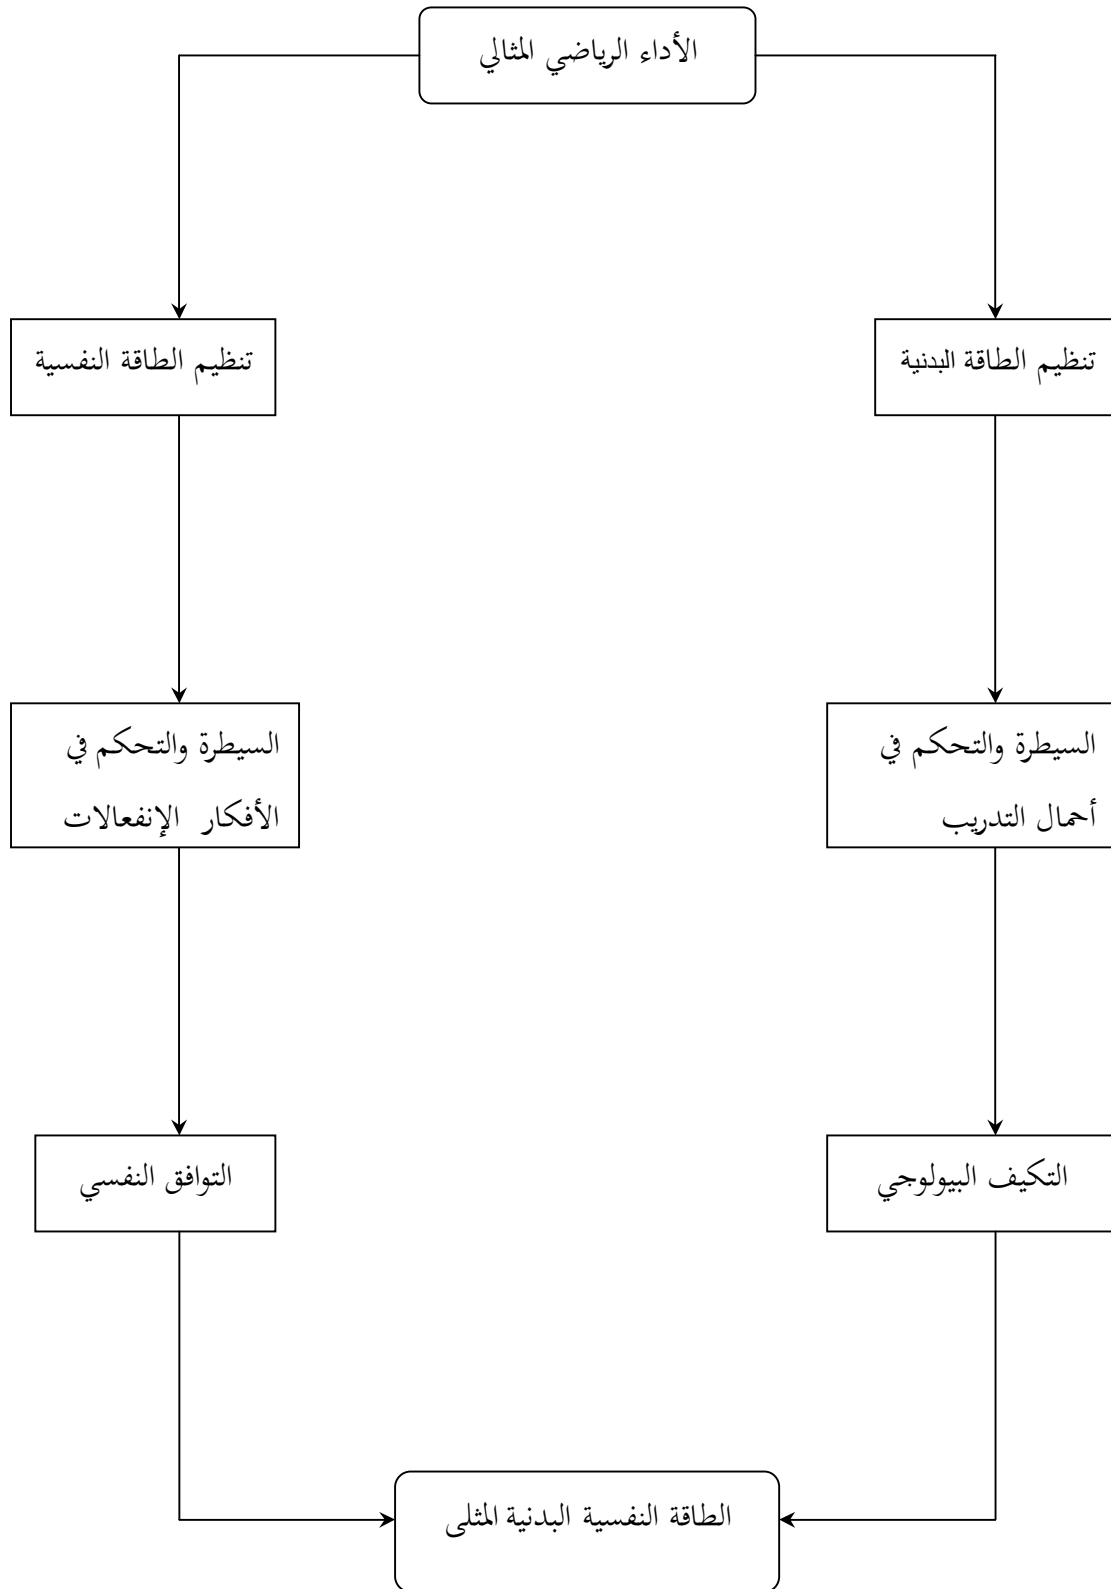 الأداء الرياضي المثالي
تنظيم الطاقة البدنية
تنظيم الطاقة النفسية
السيطرة والتحكم في
أحمال التدريب
السيطرة والتحكم في
الأفكار الإنفعالات
التكيف البيولوجي
التوافق النفسي
الطاقة النفسية البدنية المثلى